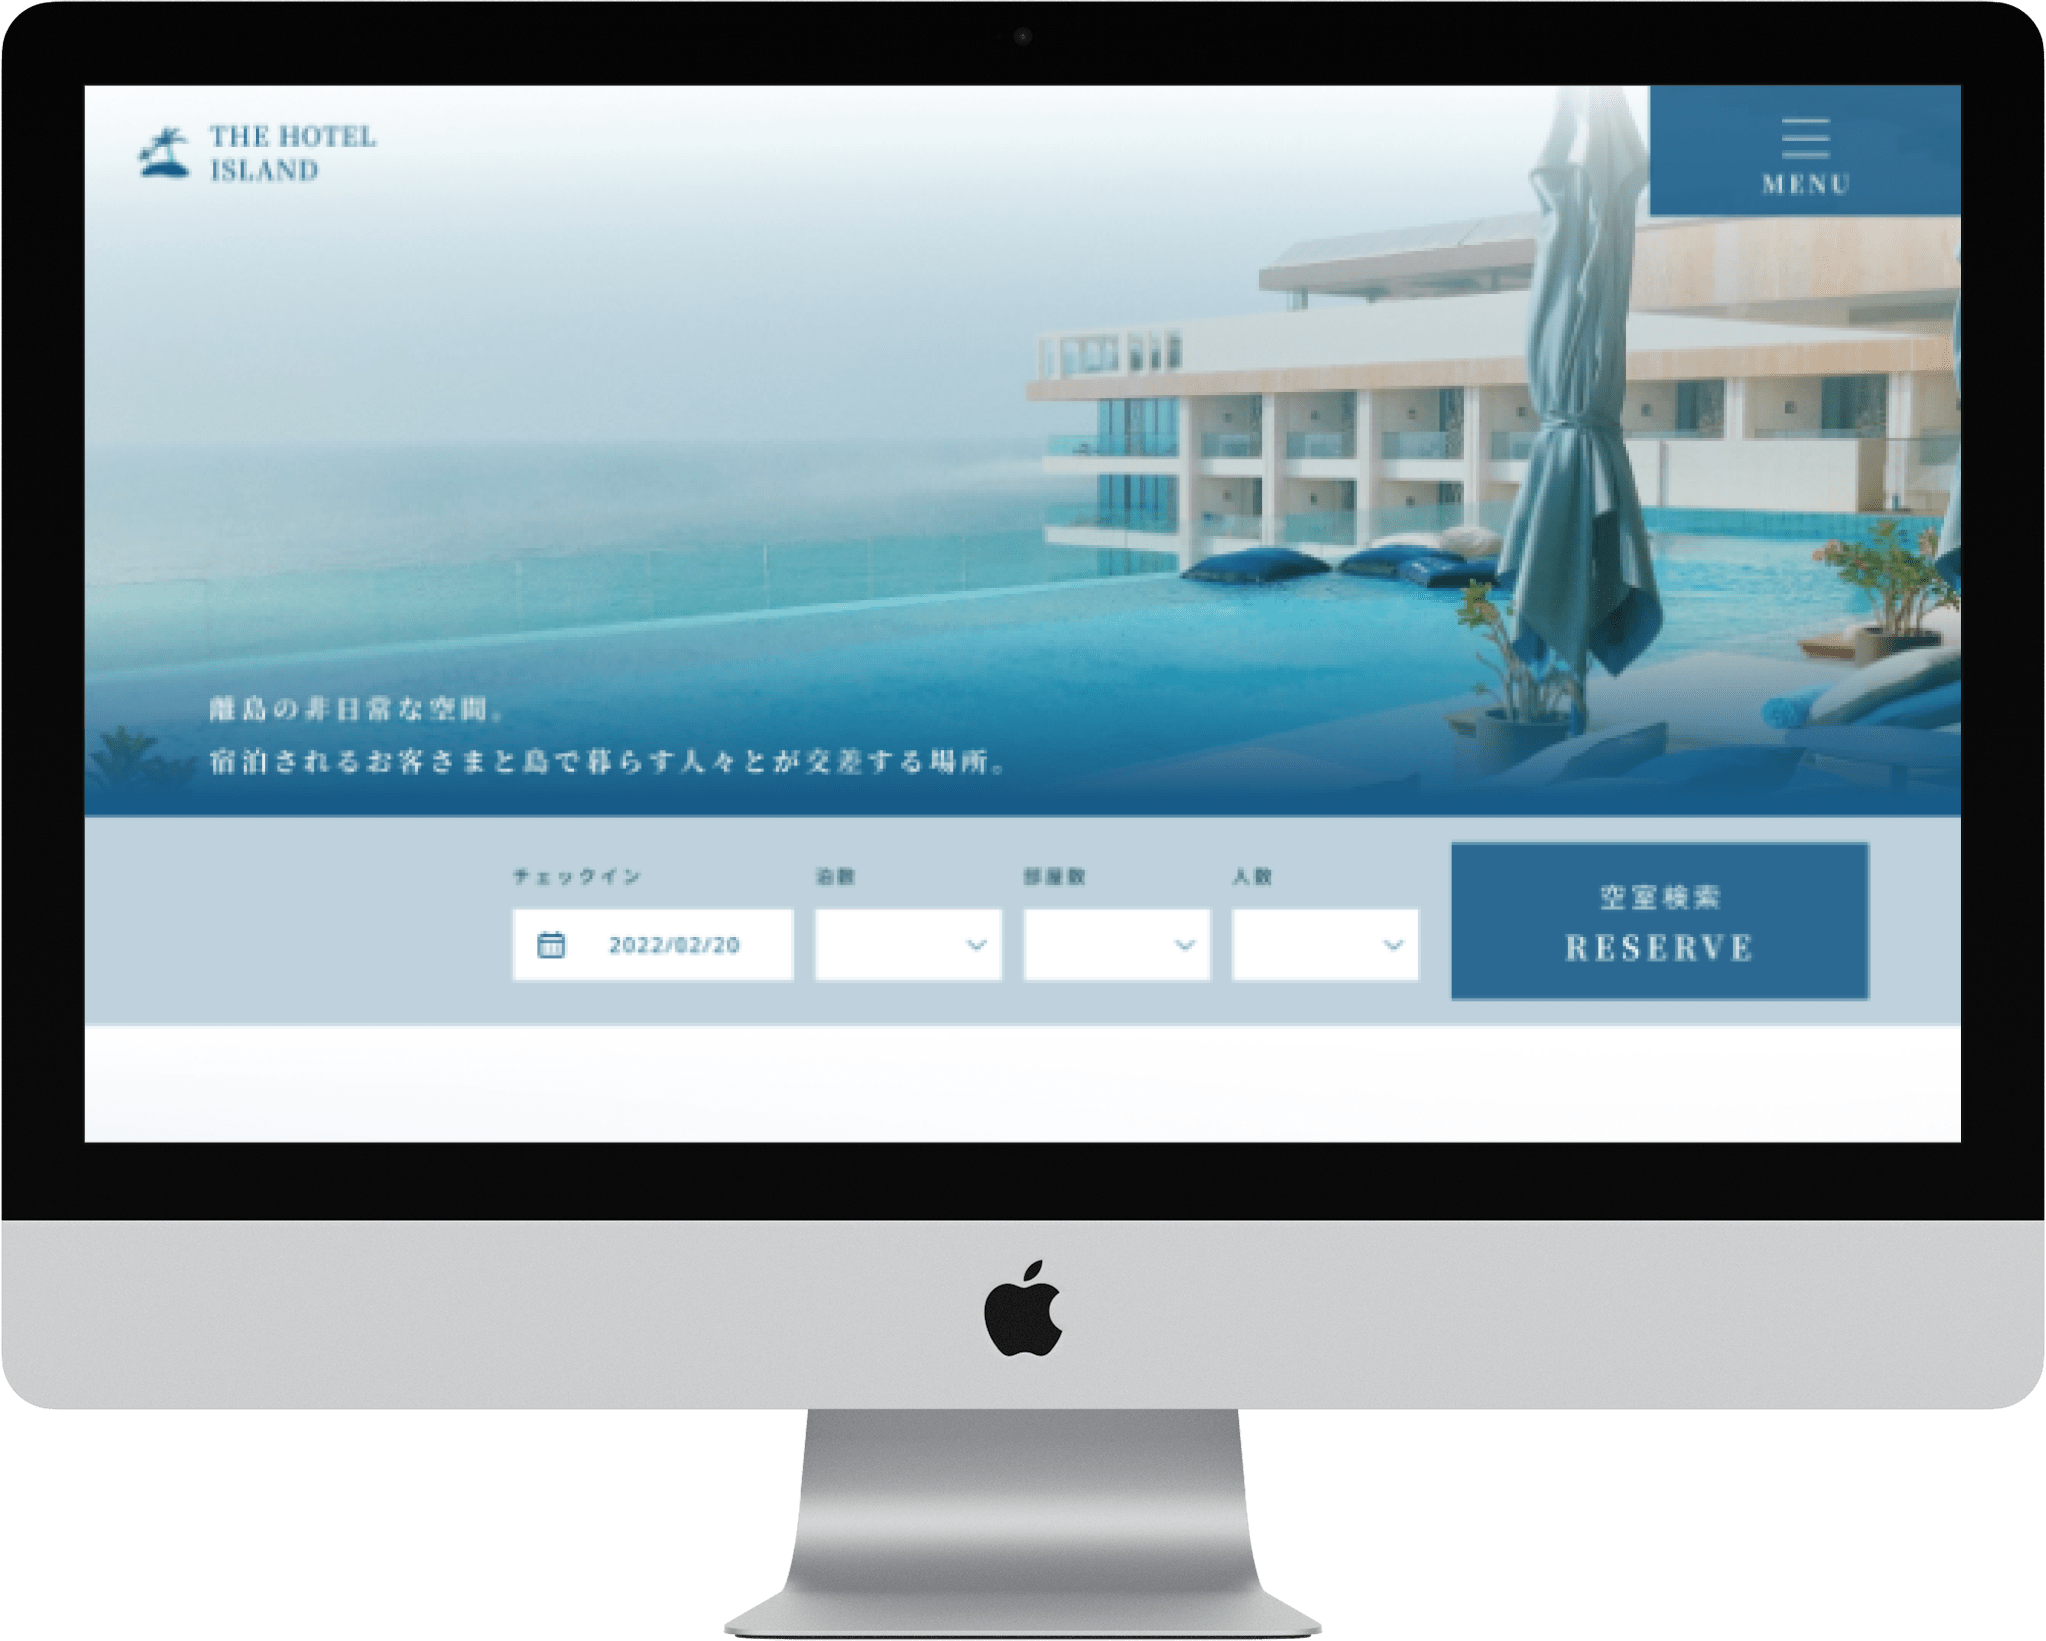 THE HOTEL
ISLAND
MENU
離島の非日常な空間。
宿泊されるお客さまと島で暮らす人々とが交差する場所。
チェックイン
泊数
部屋数
人数
2022/02/20
空室検索
RESERVE